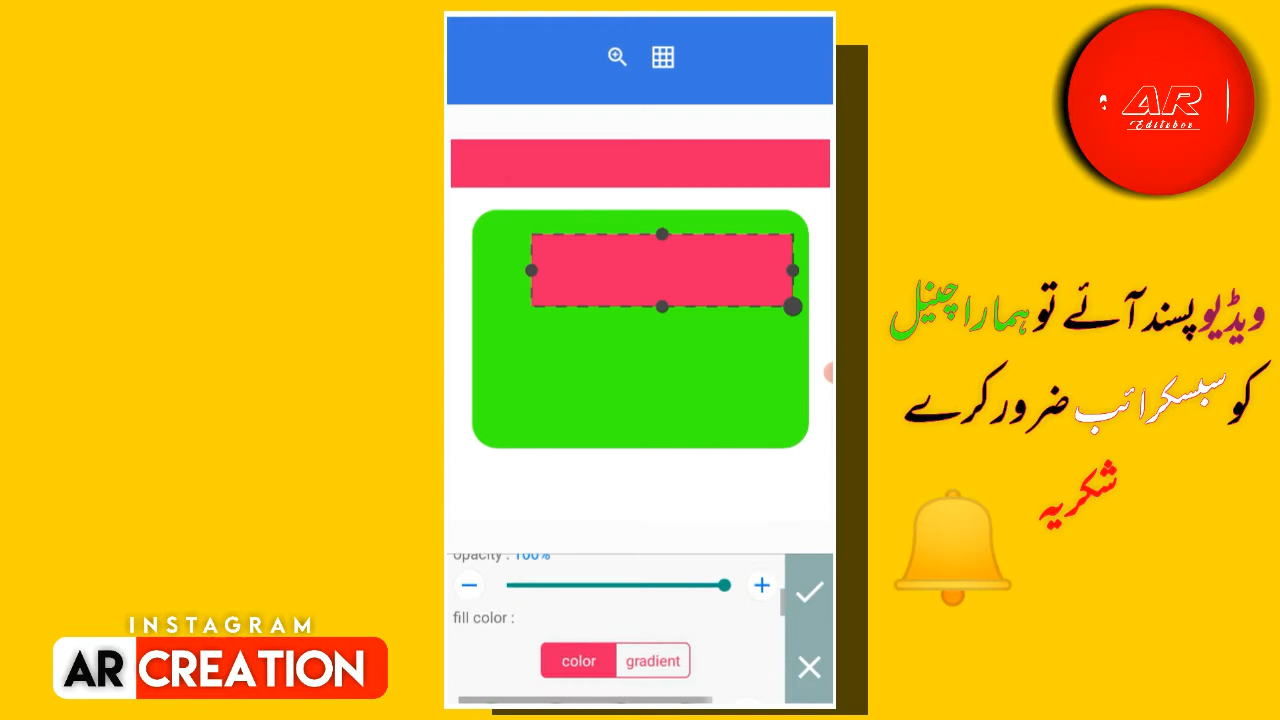 AR
Editebox
ویڈیو پسند آئے تو ہمارا چینل
کو سبسکرائب ضرور کرے
شکریہ
opacity : 100%
fill color :
color gradient
INSTAGRAM
AR CREATION